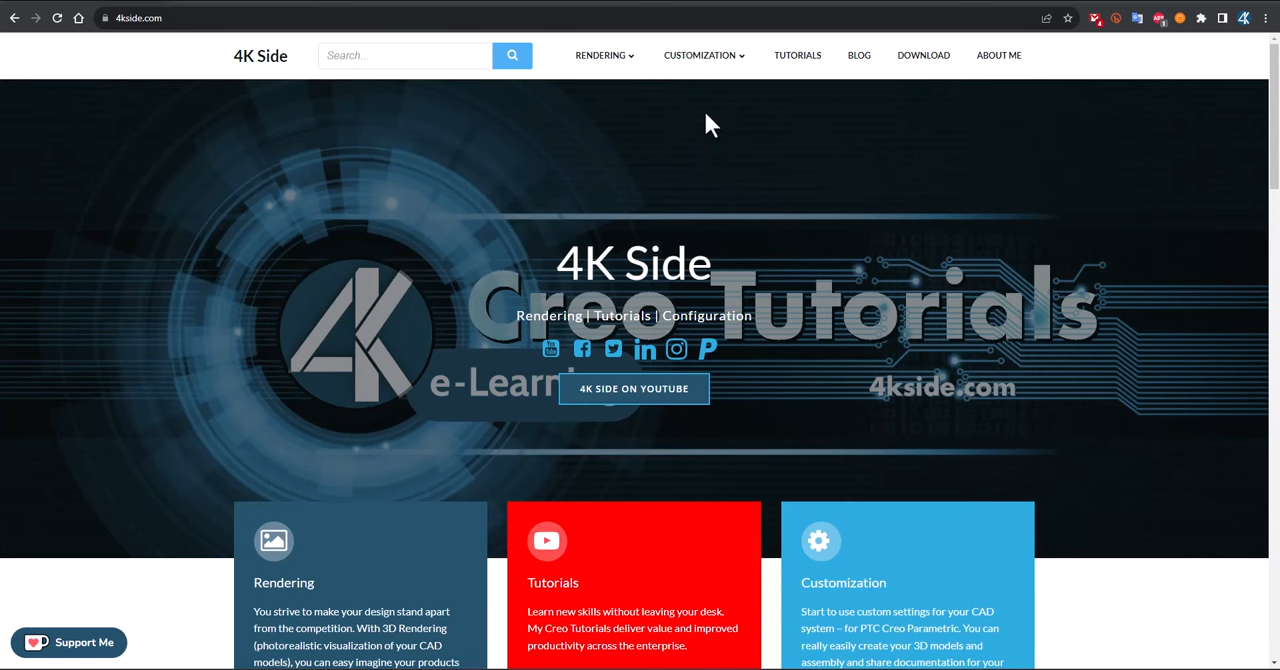 4kside.com
4K Side
Search...
RENDERING
CUSTOMIZATION
TUTORIALS
BLOG
DOWNLOAD
ABOUT ME
4K Side
4K Creo Tutorials
Rendering | Tutorials | Configuration
e-Learni
4K SIDE ON YOUTUBE
4kside.com
Rendering
You strive to make your design stand apart
from the competition. With 3D Rendering
(photorealistic visualization of your CAD
models), you can easy imagine your products
Tutorials
Learn new skills without leaving your desk.
My Creo Tutorials deliver value and improved
productivity across the enterprise.
Customization
Start to use custom settings for your CAD
system – for PTC Creo Parametric. You can
really easily create your 3D models and
assembly and share documentation for your
Support Me